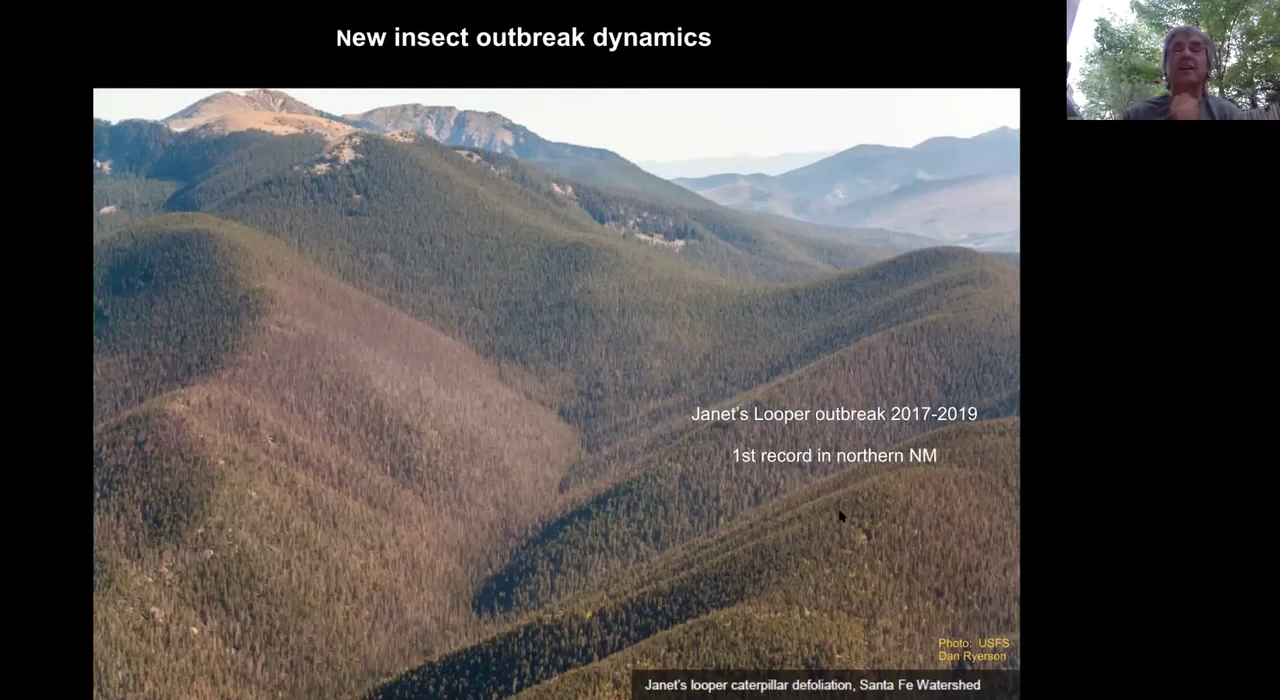 New insect outbreak dynamics
Janet's Looper outbreak 2017-2019
1st record in northern NM
Photo: USFS
Dan Ryerson
Janet's looper caterpillar defoliation, Santa Fe Watershed